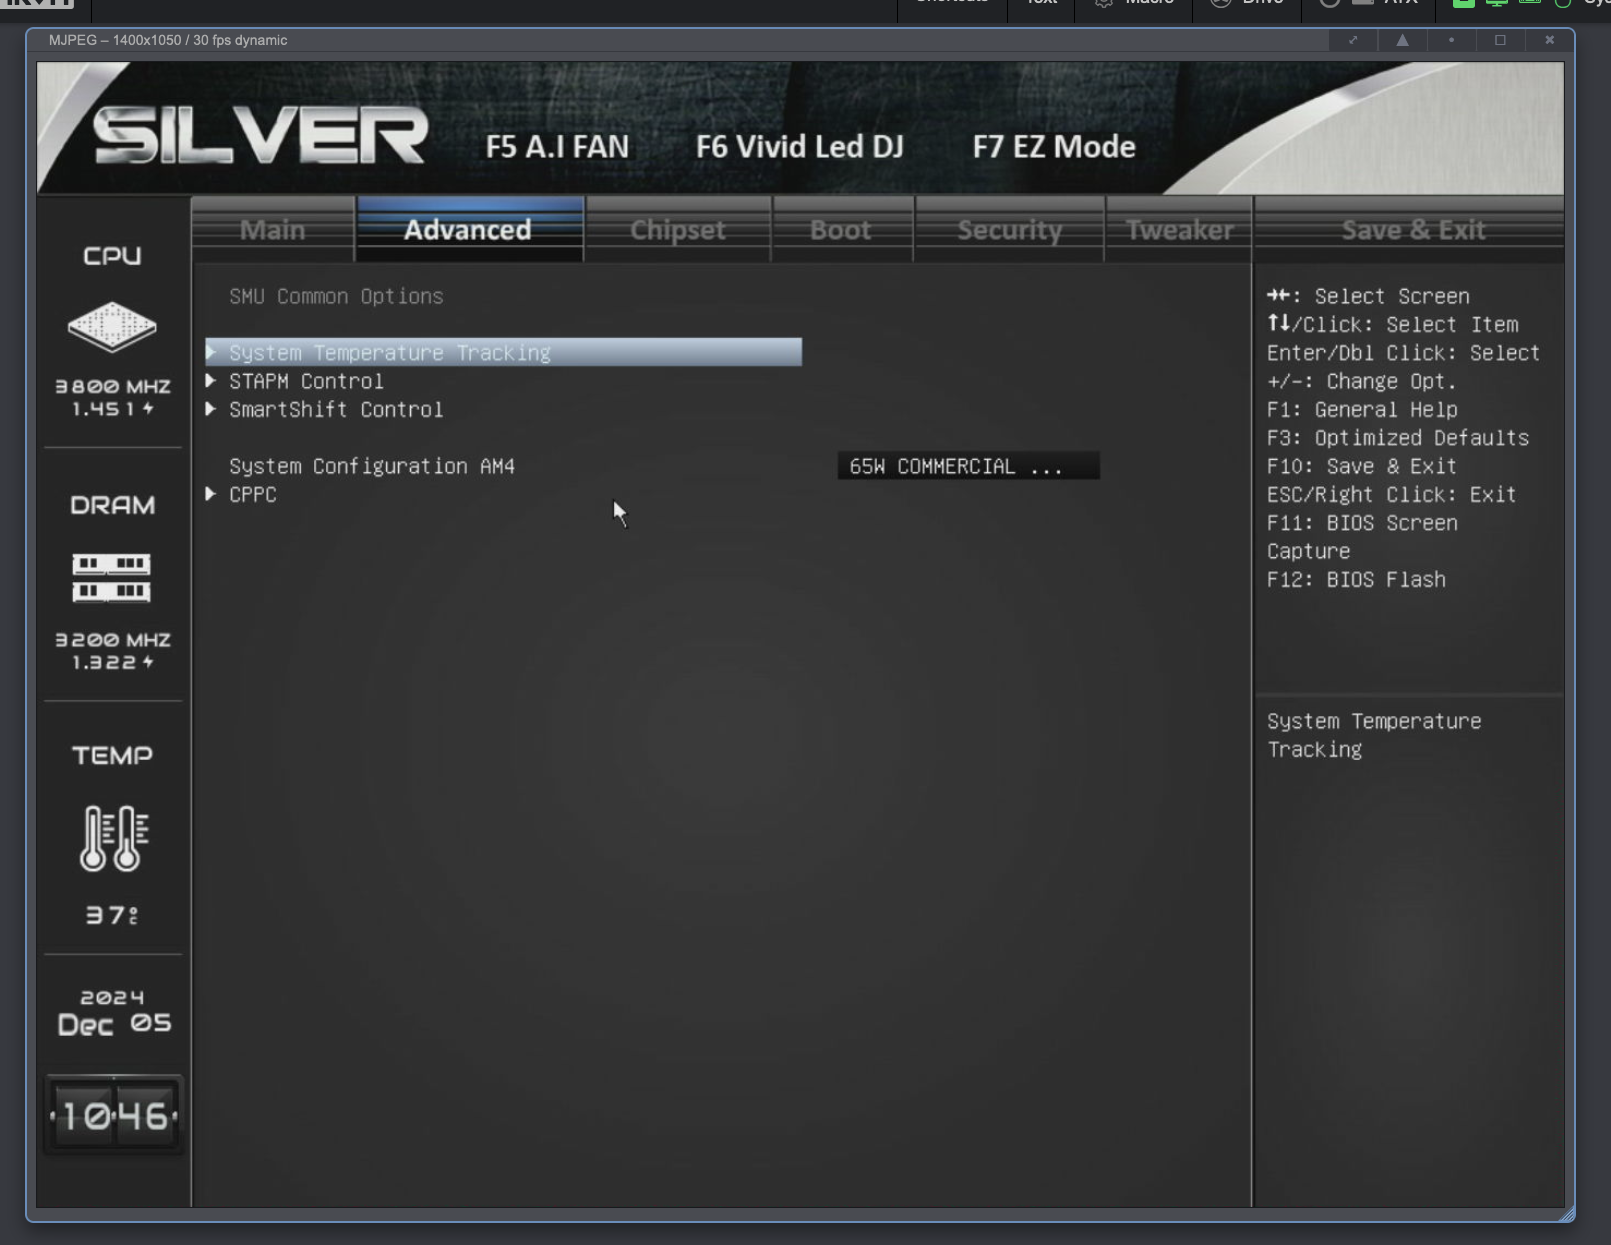 MJPEG – 1400x1050 / 30 fps dynamic
SILVER
F5 A.I FAN
F6 Vivid Led DJ
F7 EZ Mode
Main
Advanced
Chipset
Boot
Security
Tweaker
Save & Exit
CPU
3800 MHZ
1.451
DRAM
3200 MHZ
1.322
TEMP
37°C
2024
Dec 05
10:46
SMU Common Options
System Temperature Tracking
STAPM Control
SmartShift Control
System Configuration AM4
65W COMMERCIAL ...
CPPC
→←: Select Screen
↑↓/Click: Select Item
Enter/Dbl Click: Select
+/-: Change Opt.
F1: General Help
F3: Optimized Defaults
F10: Save & Exit
ESC/Right Click: Exit
F11: BIOS Screen
Capture
F12: BIOS Flash
System Temperature
Tracking